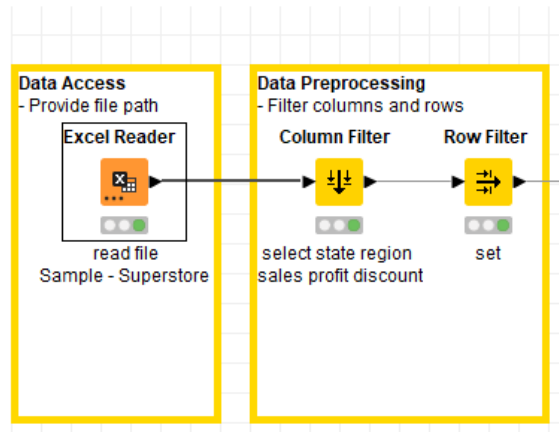 Data Access
- Provide file path
Excel Reader
read file
Sample - Superstore
Data Preprocessing
- Filter columns and rows
Column Filter
select state region
sales profit discount
Row Filter
set